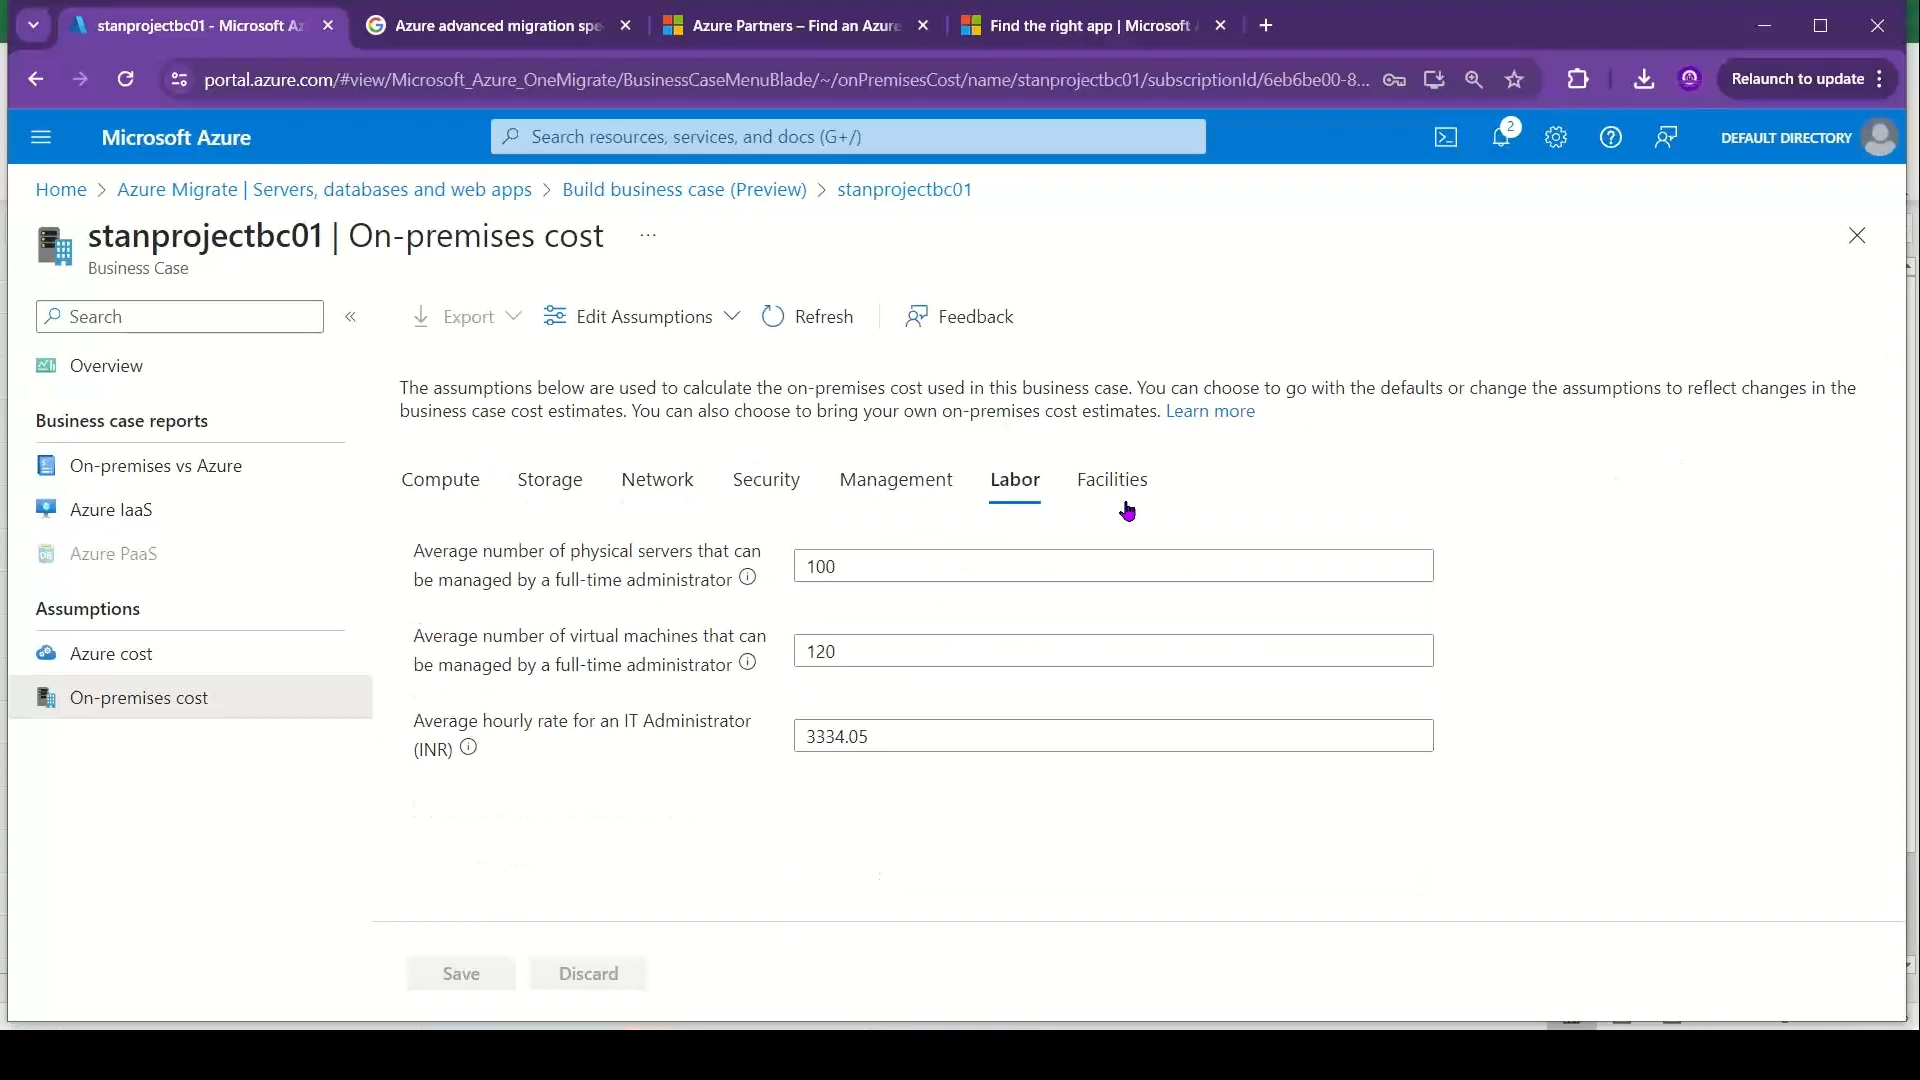 stanprojectbc01 - Microsoft Az
Azure advanced migration spe
Azure Partners – Find an Azure
Find the right app | Microsoft
portal.azure.com/#view/Microsoft_Azure_OneMigrate/BusinessCaseMenuBlade/~/onPremisesCost/name/stanprojectbc01/subscriptionId/6eb6be00-8...
Relaunch to update
Microsoft Azure
Search resources, services, and docs (G+/)
2
DEFAULT DIRECTORY
Home > Azure Migrate | Servers, databases and web apps > Build business case (Preview) > stanprojectbc01
stanprojectbc01 | On-premises cost ...
Business Case
Search
«
Export
Edit Assumptions
Refresh
Feedback
Overview
Business case reports
On-premises vs Azure
Azure IaaS
Azure PaaS
Assumptions
Azure cost
On-premises cost
The assumptions below are used to calculate the on-premises cost used in this business case. You can choose to go with the defaults or change the assumptions to reflect changes in the
business case cost estimates. You can also choose to bring your own on-premises cost estimates. Learn more
Compute Storage Network Security Management Labor Facilities
Average number of physical servers that can
be managed by a full-time administrator
100
Average number of virtual machines that can
be managed by a full-time administrator
120
Average hourly rate for an IT Administrator
(INR)
3334.05
Save
Discard